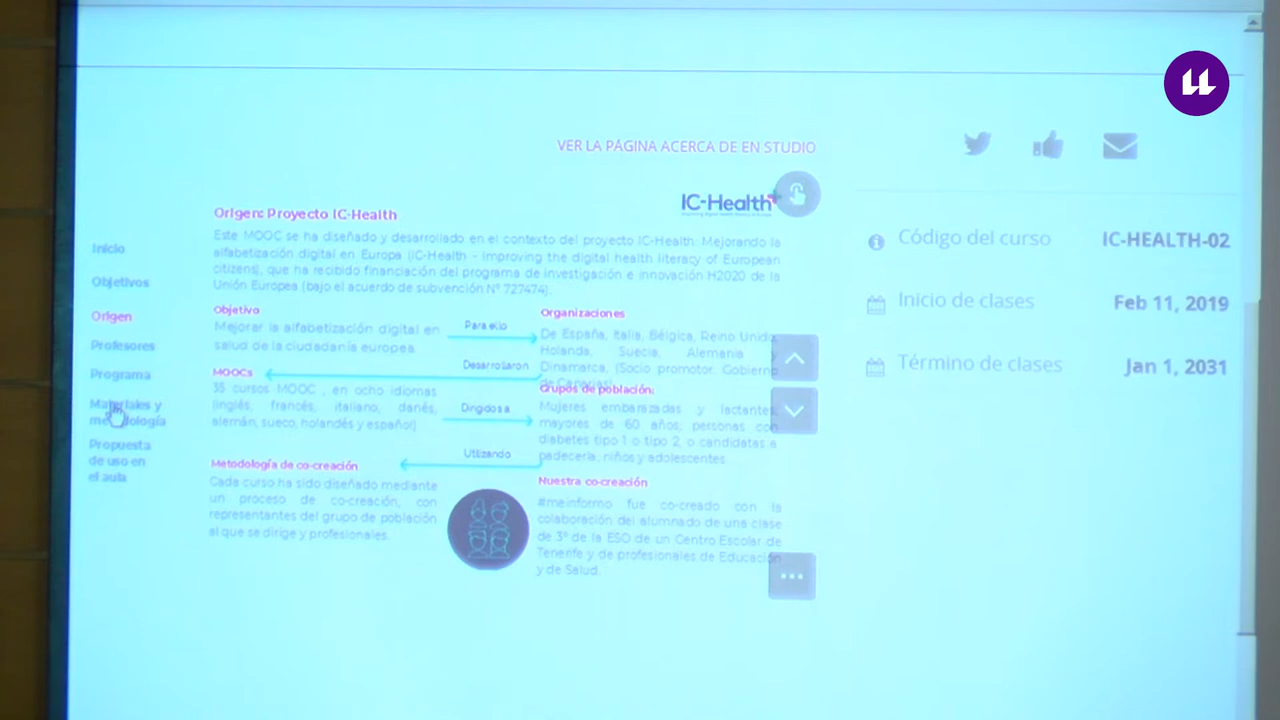 VER LA PÁGINA ACERCA DE EN STUDIO
IC-Health
Inicio
Objetivos
Origen
Profesores
Programa
Materiales y
metodología
Propuesta
de uso en
el aula
Origen: Proyecto IC-Health
Este MOOC se ha diseñado y desarrollado en el contexto del proyecto IC-Health: Mejorando la
alfabetización digital en Europa (IC-Health - Improving the digital health literacy of European
citizens), que ha recibido financiación del programa de investigación e innovación H2020 de la
Unión Europea (bajo el acuerdo de subvención Nº 727474).
Objetivo
Mejorar la alfabetización digital en
salud de la ciudadanía europea.
Para ello
Organizaciones
De España, Italia, Bélgica, Reino Unido,
Holanda, Suecia, Alemania y
Dinamarca, (Socio promotor: Gobierno
de Canarias).
Desarrollaron
MOOCs
35 cursos MOOC , en ocho idiomas
(inglés, francés, italiano, danés,
alemán, sueco, holandés y español)
Dirigidos a
Grupos de población:
Mujeres embarazadas y lactantes;
mayores de 60 años; personas con
diabetes tipo 1 o tipo 2, o candidatas a
padecerla; niños y adolescentes
Utilizando
Metodología de co-creación
Cada curso ha sido diseñado mediante
un proceso de co-creación, con
representantes del grupo de población
al que se dirige y profesionales.
Nuestra co-creación
#meinformo fue co-creado con la
colaboración del alumnado de una clase
de 3º de la ESO de un Centro Escolar de
Tenerife y de profesionales de Educación
y de Salud.
Código del curso IC-HEALTH-02
Inicio de clases Feb 11, 2019
Término de clases Jan 1, 2031